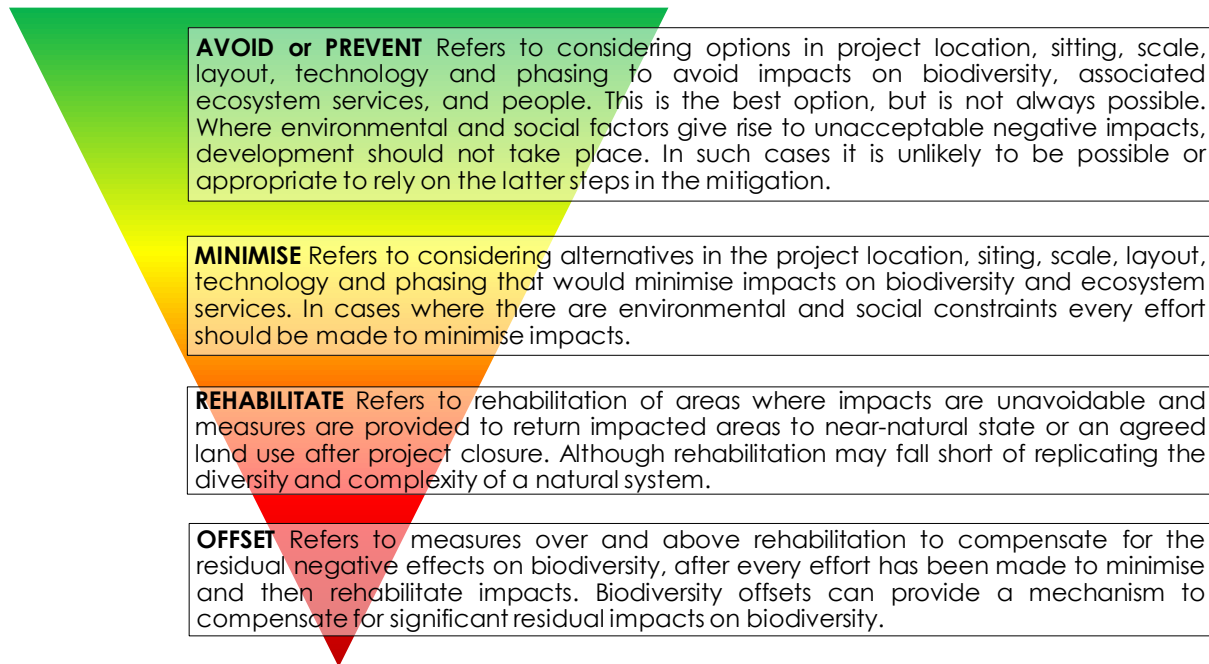 AVOID or PREVENT Refers to considering options in project location, sitting, scale,
layout, technology and phasing to avoid impacts on biodiversity, associated
ecosystem services, and people. This is the best option, but is not always possible.
Where environmental and social factors give rise to unacceptable negative impacts,
development should not take place. In such cases it is unlikely to be possible or
appropriate to rely on the latter steps in the mitigation.
MINIMISE Refers to considering alternatives in the project location, siting, scale, layout,
technology and phasing that would minimise impacts on biodiversity and ecosystem
services. In cases where there are environmental and social constraints every effort
should be made to minimise impacts.
REHABILITATE Refers to rehabilitation of areas where impacts are unavoidable and
measures are provided to return impacted areas to near-natural state or an agreed
land use after project closure. Although rehabilitation may fall short of replicating the
diversity and complexity of a natural system.
OFFSET Refers to measures over and above rehabilitation to compensate for the
residual negative effects on biodiversity, after every effort has been made to minimise
and then rehabilitate impacts. Biodiversity offsets can provide a mechanism to
compensate for significant residual impacts on biodiversity.